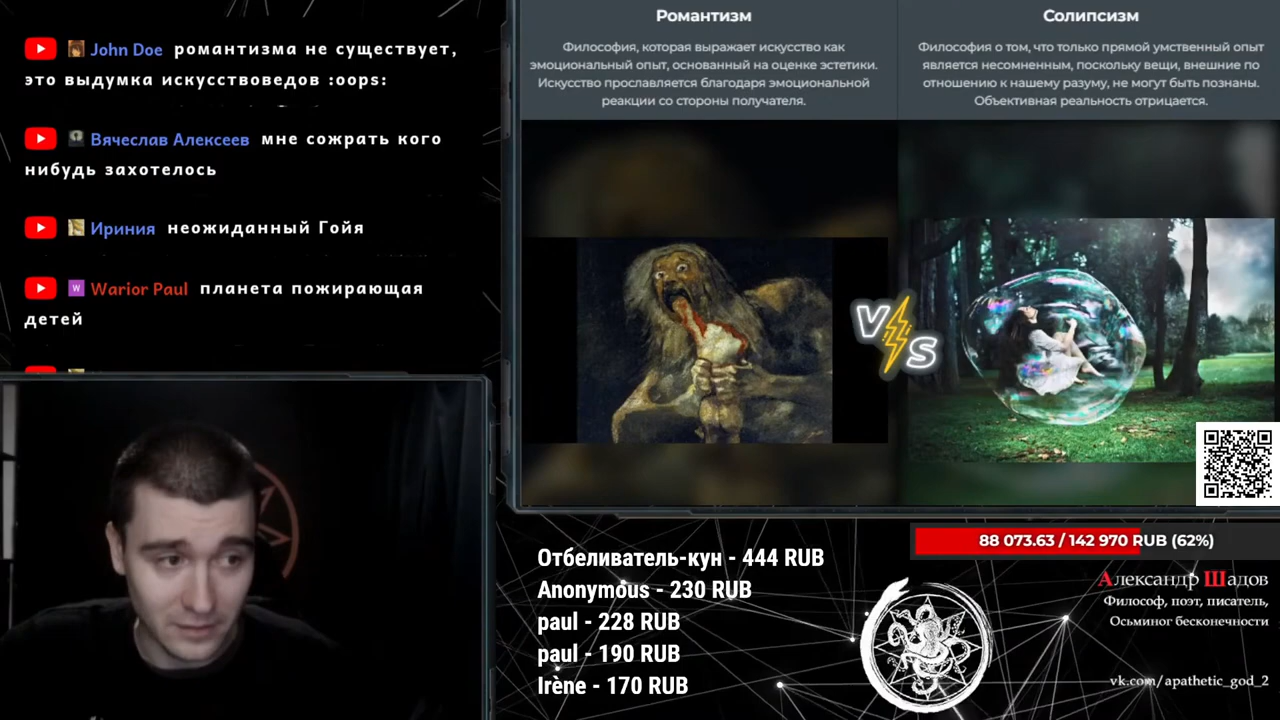 John Doe романтизма не существует,
это выдумка искусствоведов :oops:
Вячеслав Алексеев мне сожрать кого
нибудь захотелось
Ириния неожиданный Гойя
W Warior Paul планета пожирающая
детей
Романтизм
Философия, которая выражает искусство как
эмоциональный опыт, основанный на оценке эстетики.
Искусство прославляется благодаря эмоциональной
реакции со стороны получателя.
Солипсизм
Философия о том, что только прямой умственный опыт
является несомненным, поскольку вещи, внешние по
отношению к нашему разуму, не могут быть познаны.
Объективная реальность отрицается.
VS
Отбеливатель-кун - 444 RUB
Anonymous - 230 RUB
paul - 228 RUB
paul - 190 RUB
Irène - 170 RUB
88 073.63 / 142 970 RUB (62%)
Александр Шадов
Философ, поэт, писатель,
Осьминог бесконечности
vk.com/apathetic_god_2